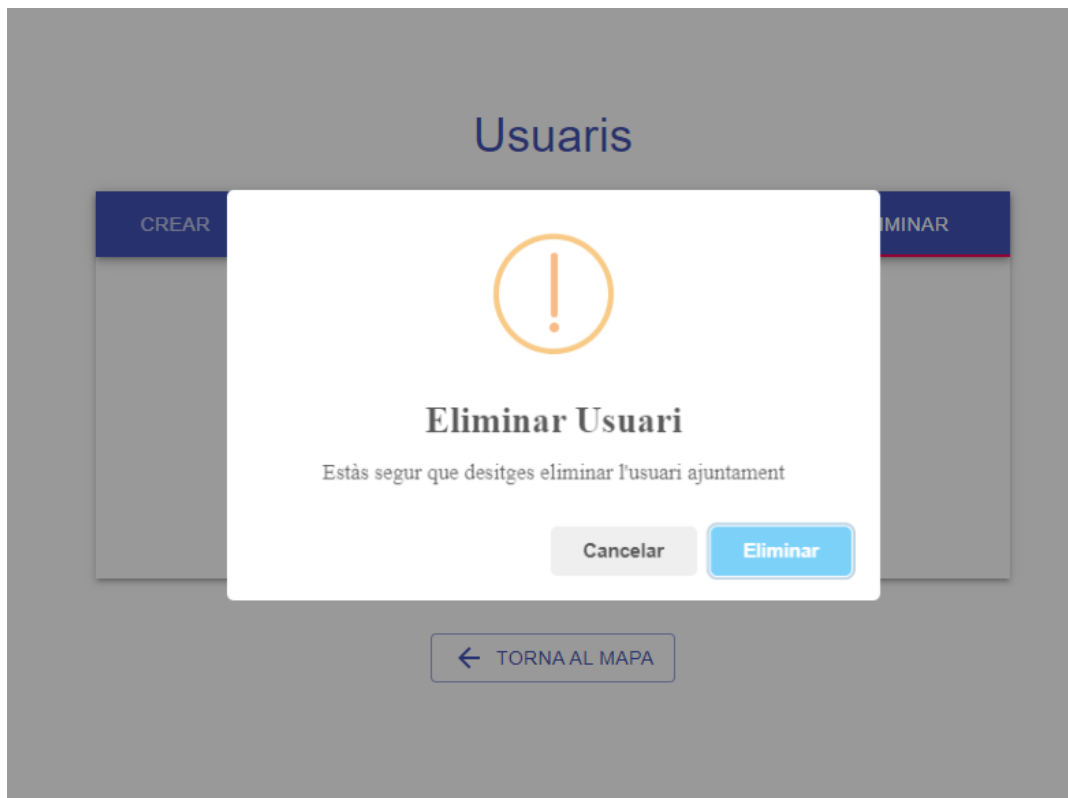 Usuaris
CREAR
IMINAR
Eliminar Usuari
Estàs segur que desitges eliminar l'usuari ajuntament
Cancelar
Eliminar
TORNA AL MAPA